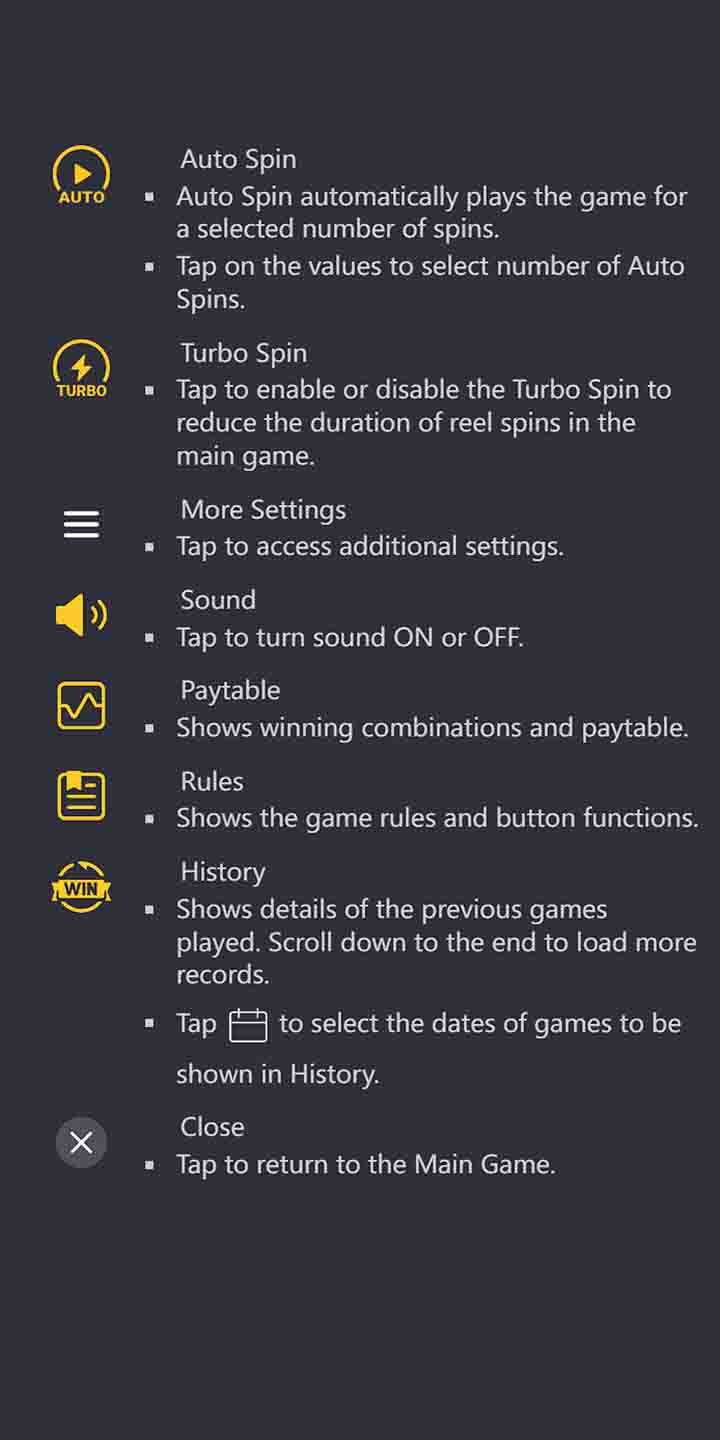 Auto Spin
AUTO
▪ Auto Spin automatically plays the game for
a selected number of spins.
▪ Tap on the values to select number of Auto
Spins.
Turbo Spin
TURBO
▪ Tap to enable or disable the Turbo Spin to
reduce the duration of reel spins in the
main game.
More Settings
▪ Tap to access additional settings.
Sound
▪ Tap to turn sound ON or OFF.
Paytable
▪ Shows winning combinations and paytable.
Rules
▪ Shows the game rules and button functions.
History
WIN
▪ Shows details of the previous games
played. Scroll down to the end to load more
records.
▪ Tap to select the dates of games to be
shown in History.
Close
▪ Tap to return to the Main Game.